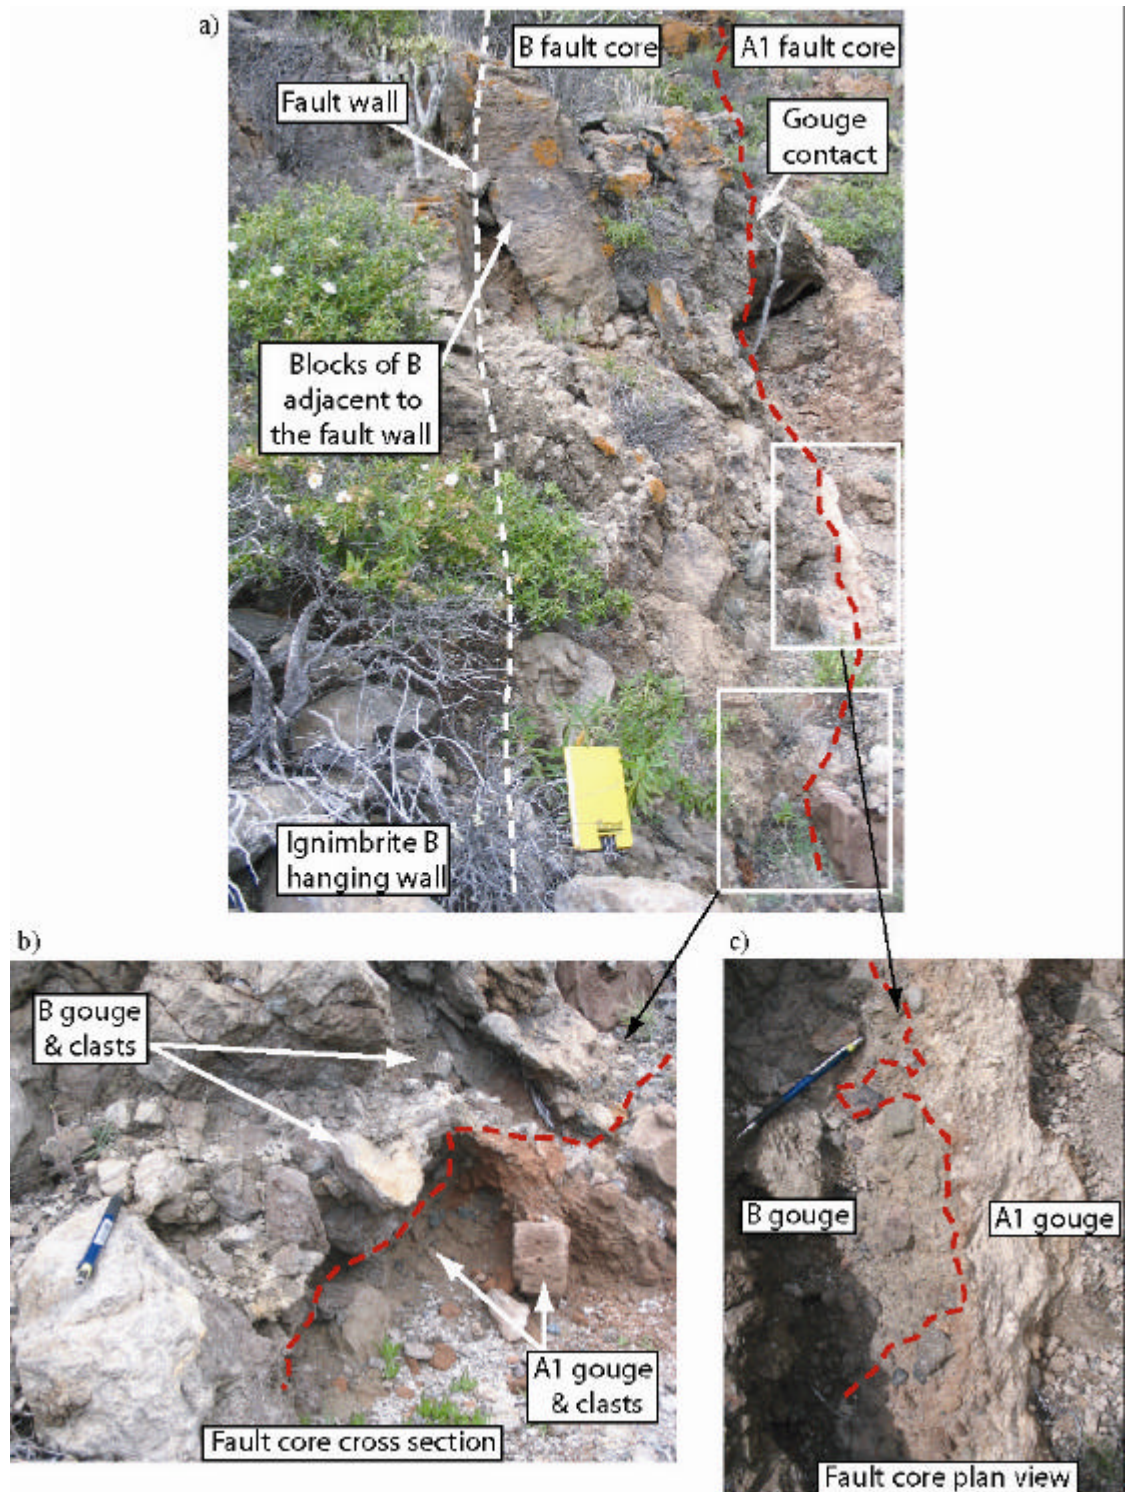 a)
B fault core
A1 fault core
Fault wall
Gouge
contact
Blocks of B
adjacent to
the fault wall
Ignimbrite B
hanging wall
b)
B gouge
& clasts
A1 gouge
& clasts
Fault core cross section
c)
B gouge
A1 gouge
Fault core plan view